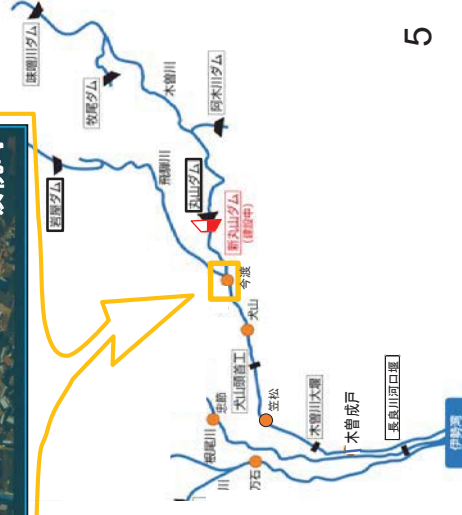 味噌川ダム
牧尾ダム
木曽川
阿木川ダム
岩屋ダム
飛騨川
丸山ダム
新丸山ダム
(建設中)
今渡
犬山
犬山頭首工
笠松
忠節
根尾川
川
万石
木曽川大堰
木曽成戸
長良川河口堰
伊勢湾
5